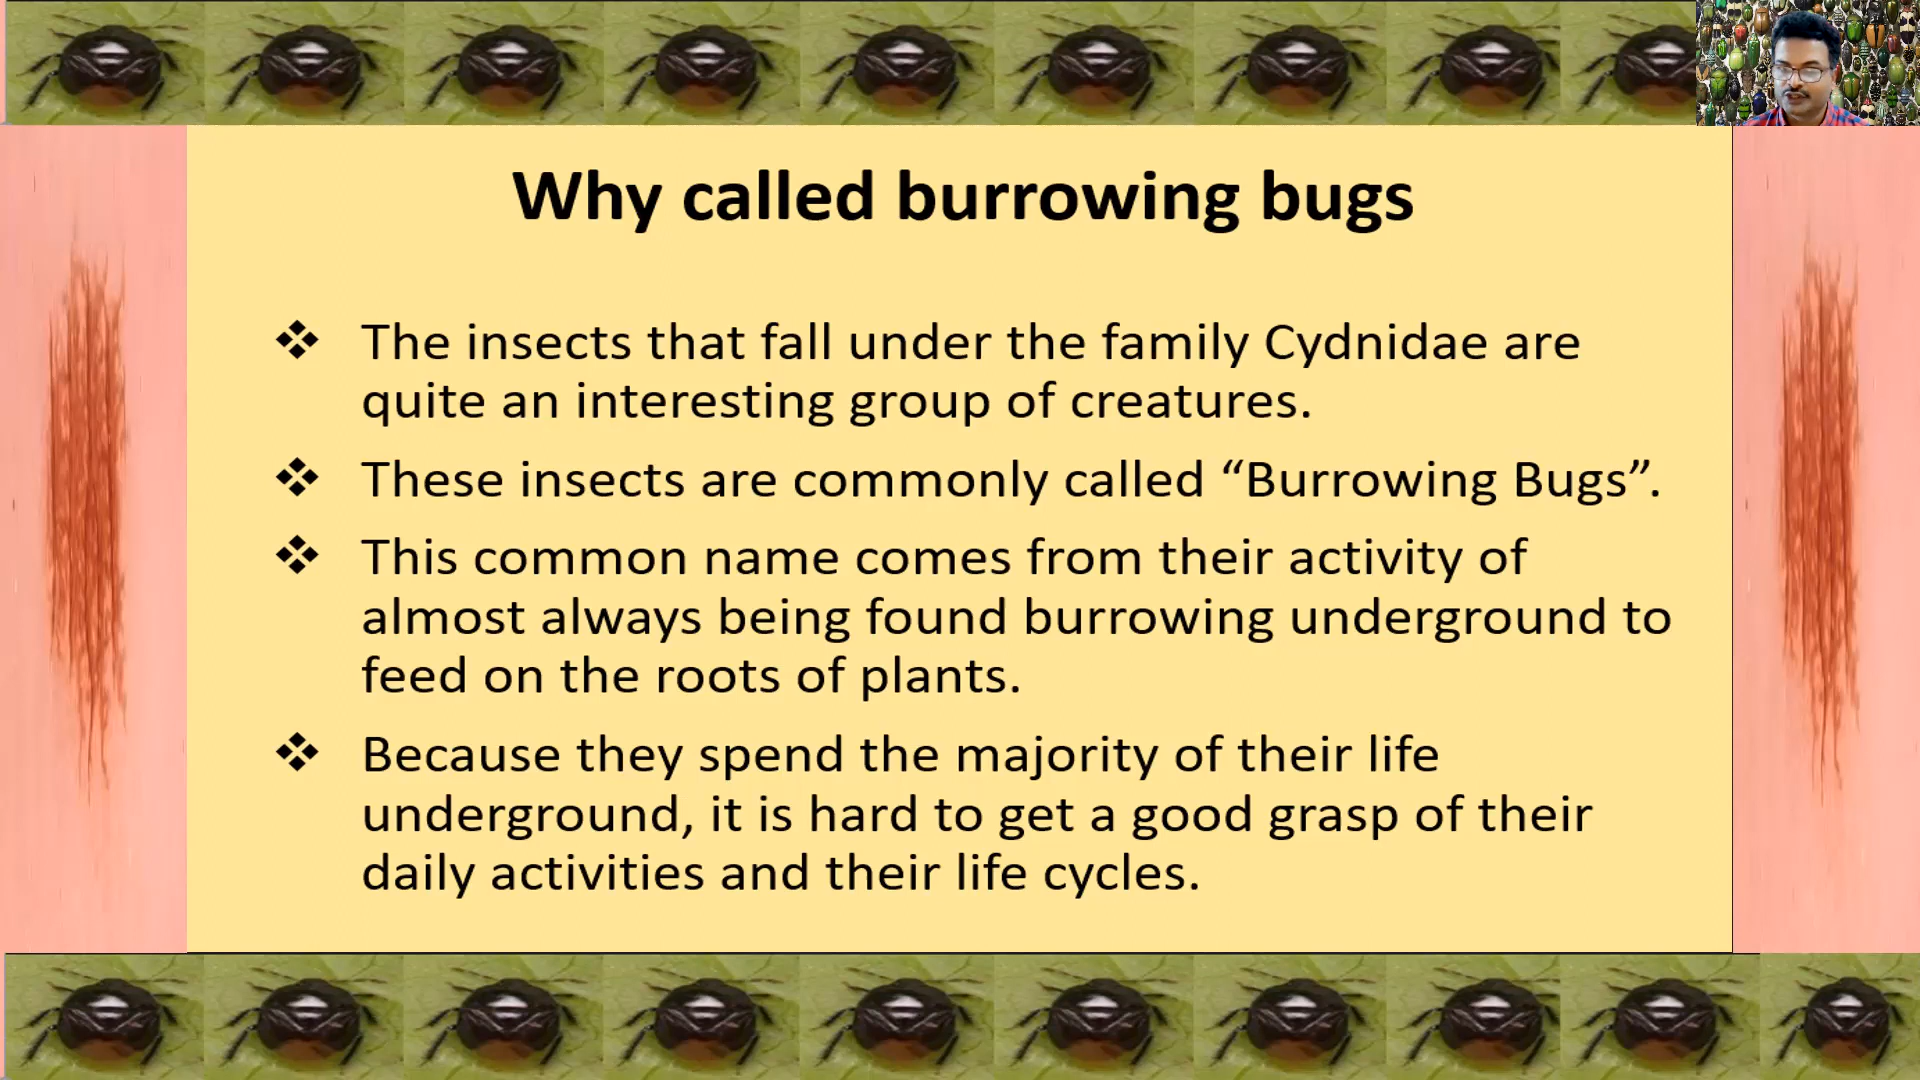 Why called burrowing bugs
❖ The insects that fall under the family Cydnidae are
quite an interesting group of creatures.
❖ These insects are commonly called “Burrowing Bugs”.
❖ This common name comes from their activity of
almost always being found burrowing underground to
feed on the roots of plants.
❖ Because they spend the majority of their life
underground, it is hard to get a good grasp of their
daily activities and their life cycles.